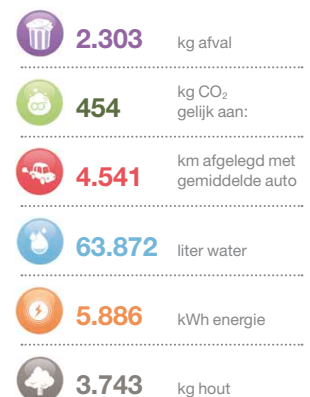 2.303 kg afval
454 kg CO₂
gelijk aan:
4.541 km afgelegd met
gemiddelde auto
63.872 liter water
5.886 kWh energie
3.743 kg hout